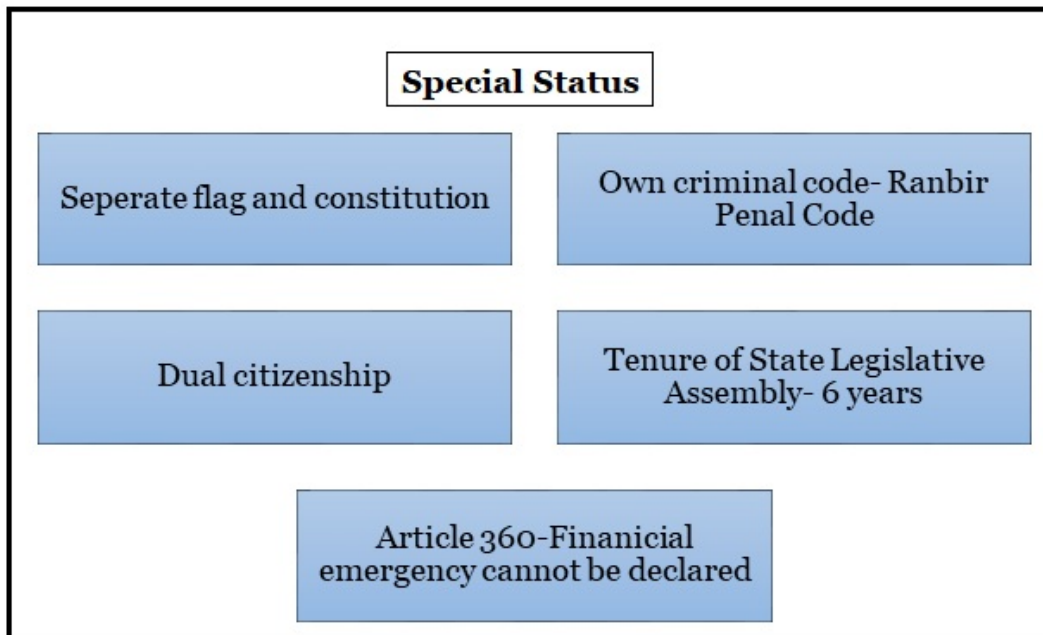 Special Status
Seperate flag and constitution
Own criminal code- Ranbir
Penal Code
Dual citizenship
Tenure of State Legislative
Assembly- 6 years
Article 360-Finanicial
emergency cannot be declared